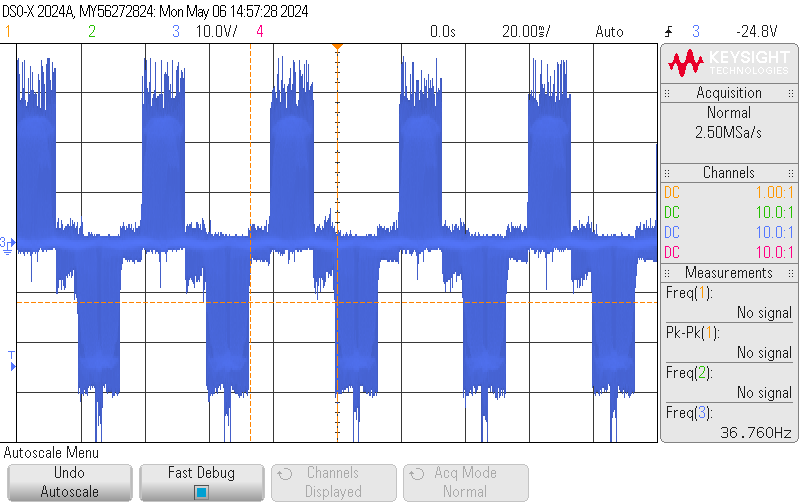 DSO-X 2024A, MY56272824: Mon May 06 14:57:28 2024
1 2 3 10.0V/ 4 0.0s 20.00ms/ Auto 3 -24.8V
KEYSIGHT
TECHNOLOGIES
Acquisition
Normal
2.50MSa/s
Channels
DC 1.00:1
DC 10.0:1
DC 10.0:1
DC 10.0:1
Measurements
Freq(1):
No signal
Pk-Pk(1):
No signal
Freq(2):
No signal
Freq(3):
36.760Hz
3
T
Autoscale Menu
Undo
Autoscale
Fast Debug
Channels
Displayed
Acq Mode
Normal